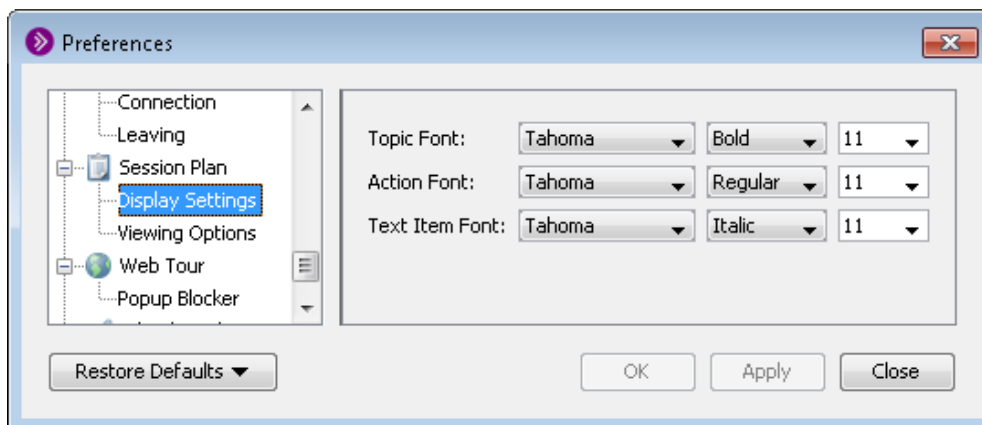 Preferences
Connection
Leaving
Session Plan
Display Settings
Viewing Options
Web Tour
Popup Blocker
Topic Font: Tahoma Bold 11
Action Font: Tahoma Regular 11
Text Item Font: Tahoma Italic 11
Restore Defaults OK Apply Close